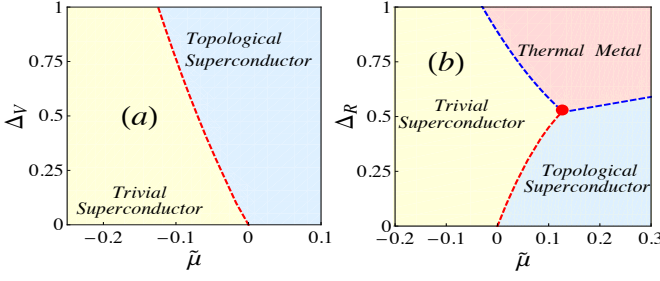 1
0.75
0.5
0.25
0
Δ_V
Topological
Superconductor
(a)
Trivial
Superconductor
−0.2
−0.1
0
0.1
μ̃
1
0.75
0.5
0.25
0
Δ_R
(b)
Thermal Metal
Trivial
Superconductor
Topological
Superconductor
−0.2
−0.1
0
0.1
0.2
0.3
μ̃